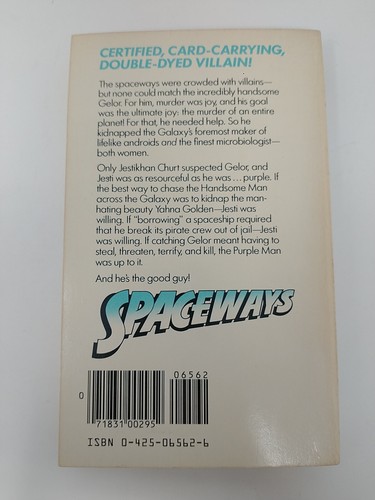 CERTIFIED, CARD-CARRYING,
DOUBLE-DYED VILLAIN!
The spaceways were crowded with villains—
but none could match the incredibly handsome
Gelor. For him, murder was joy, and his goal
was the ultimate joy: the murder of an entire
planet! For that, he needed help. So he
kidnapped the Galaxy's foremost maker of
lifelike androids and the finest microbiologist—
both women.
Only Jestikhan Churt suspected Gelor, and
Jesti was as resourceful as he was ... purple. If
the best way to chase the Handsome Man
across the Galaxy was to kidnap the man-
hating beauty Yahna Golden—Jesti was
willing. If "borrowing" a spaceship required
that he break its pirate crew out of jail—Jesti
was willing. If catching Gelor meant having to
steal, threaten, terrify, and kill, the Purple Man
was up to it.
And he's the good guy!
SPACEWAYS
06562
0
71831 00295
ISBN 0-425-06562-6